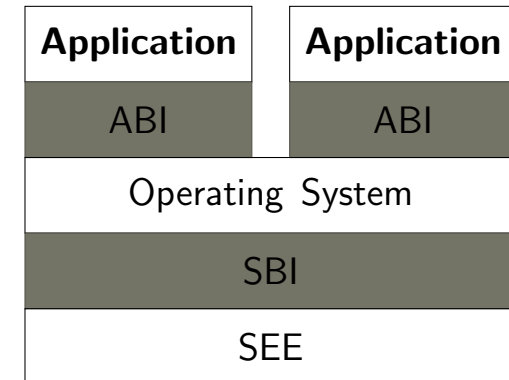 Application Application
ABI ABI
Operating System
SBI
SEE